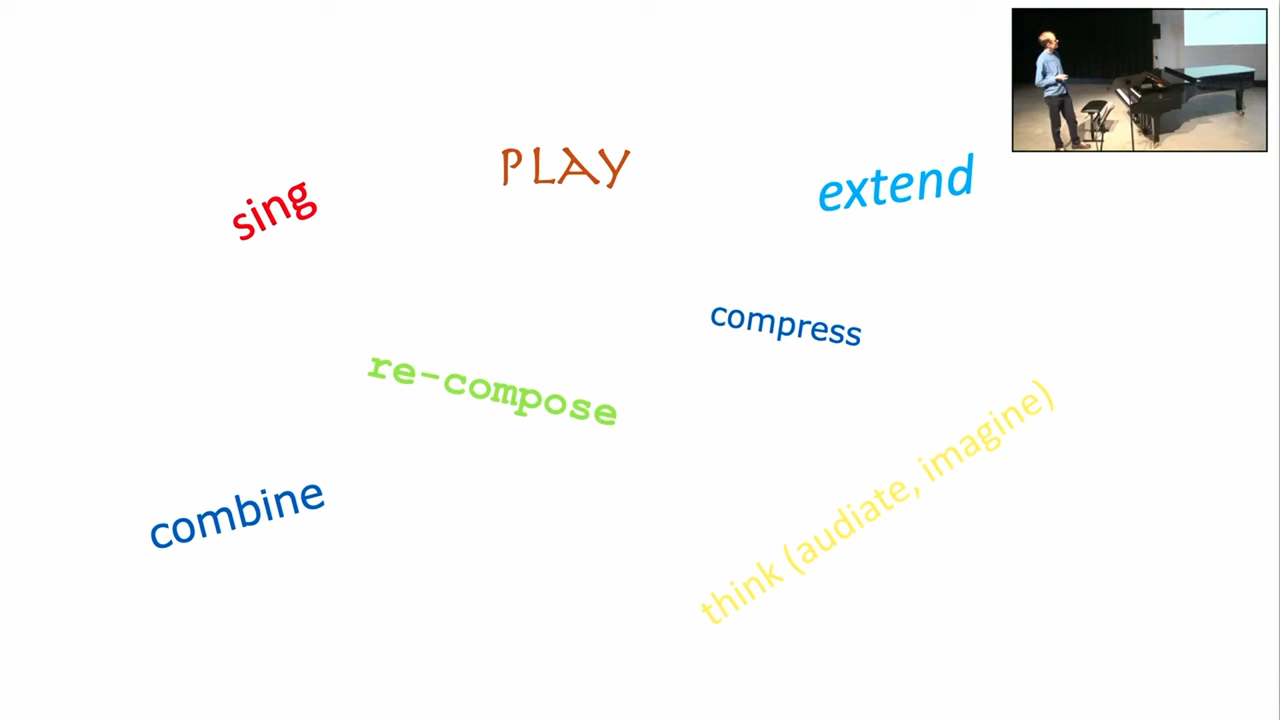 sing
PLAY
extend
compress
re-compose
combine
think (audiate, imagine)